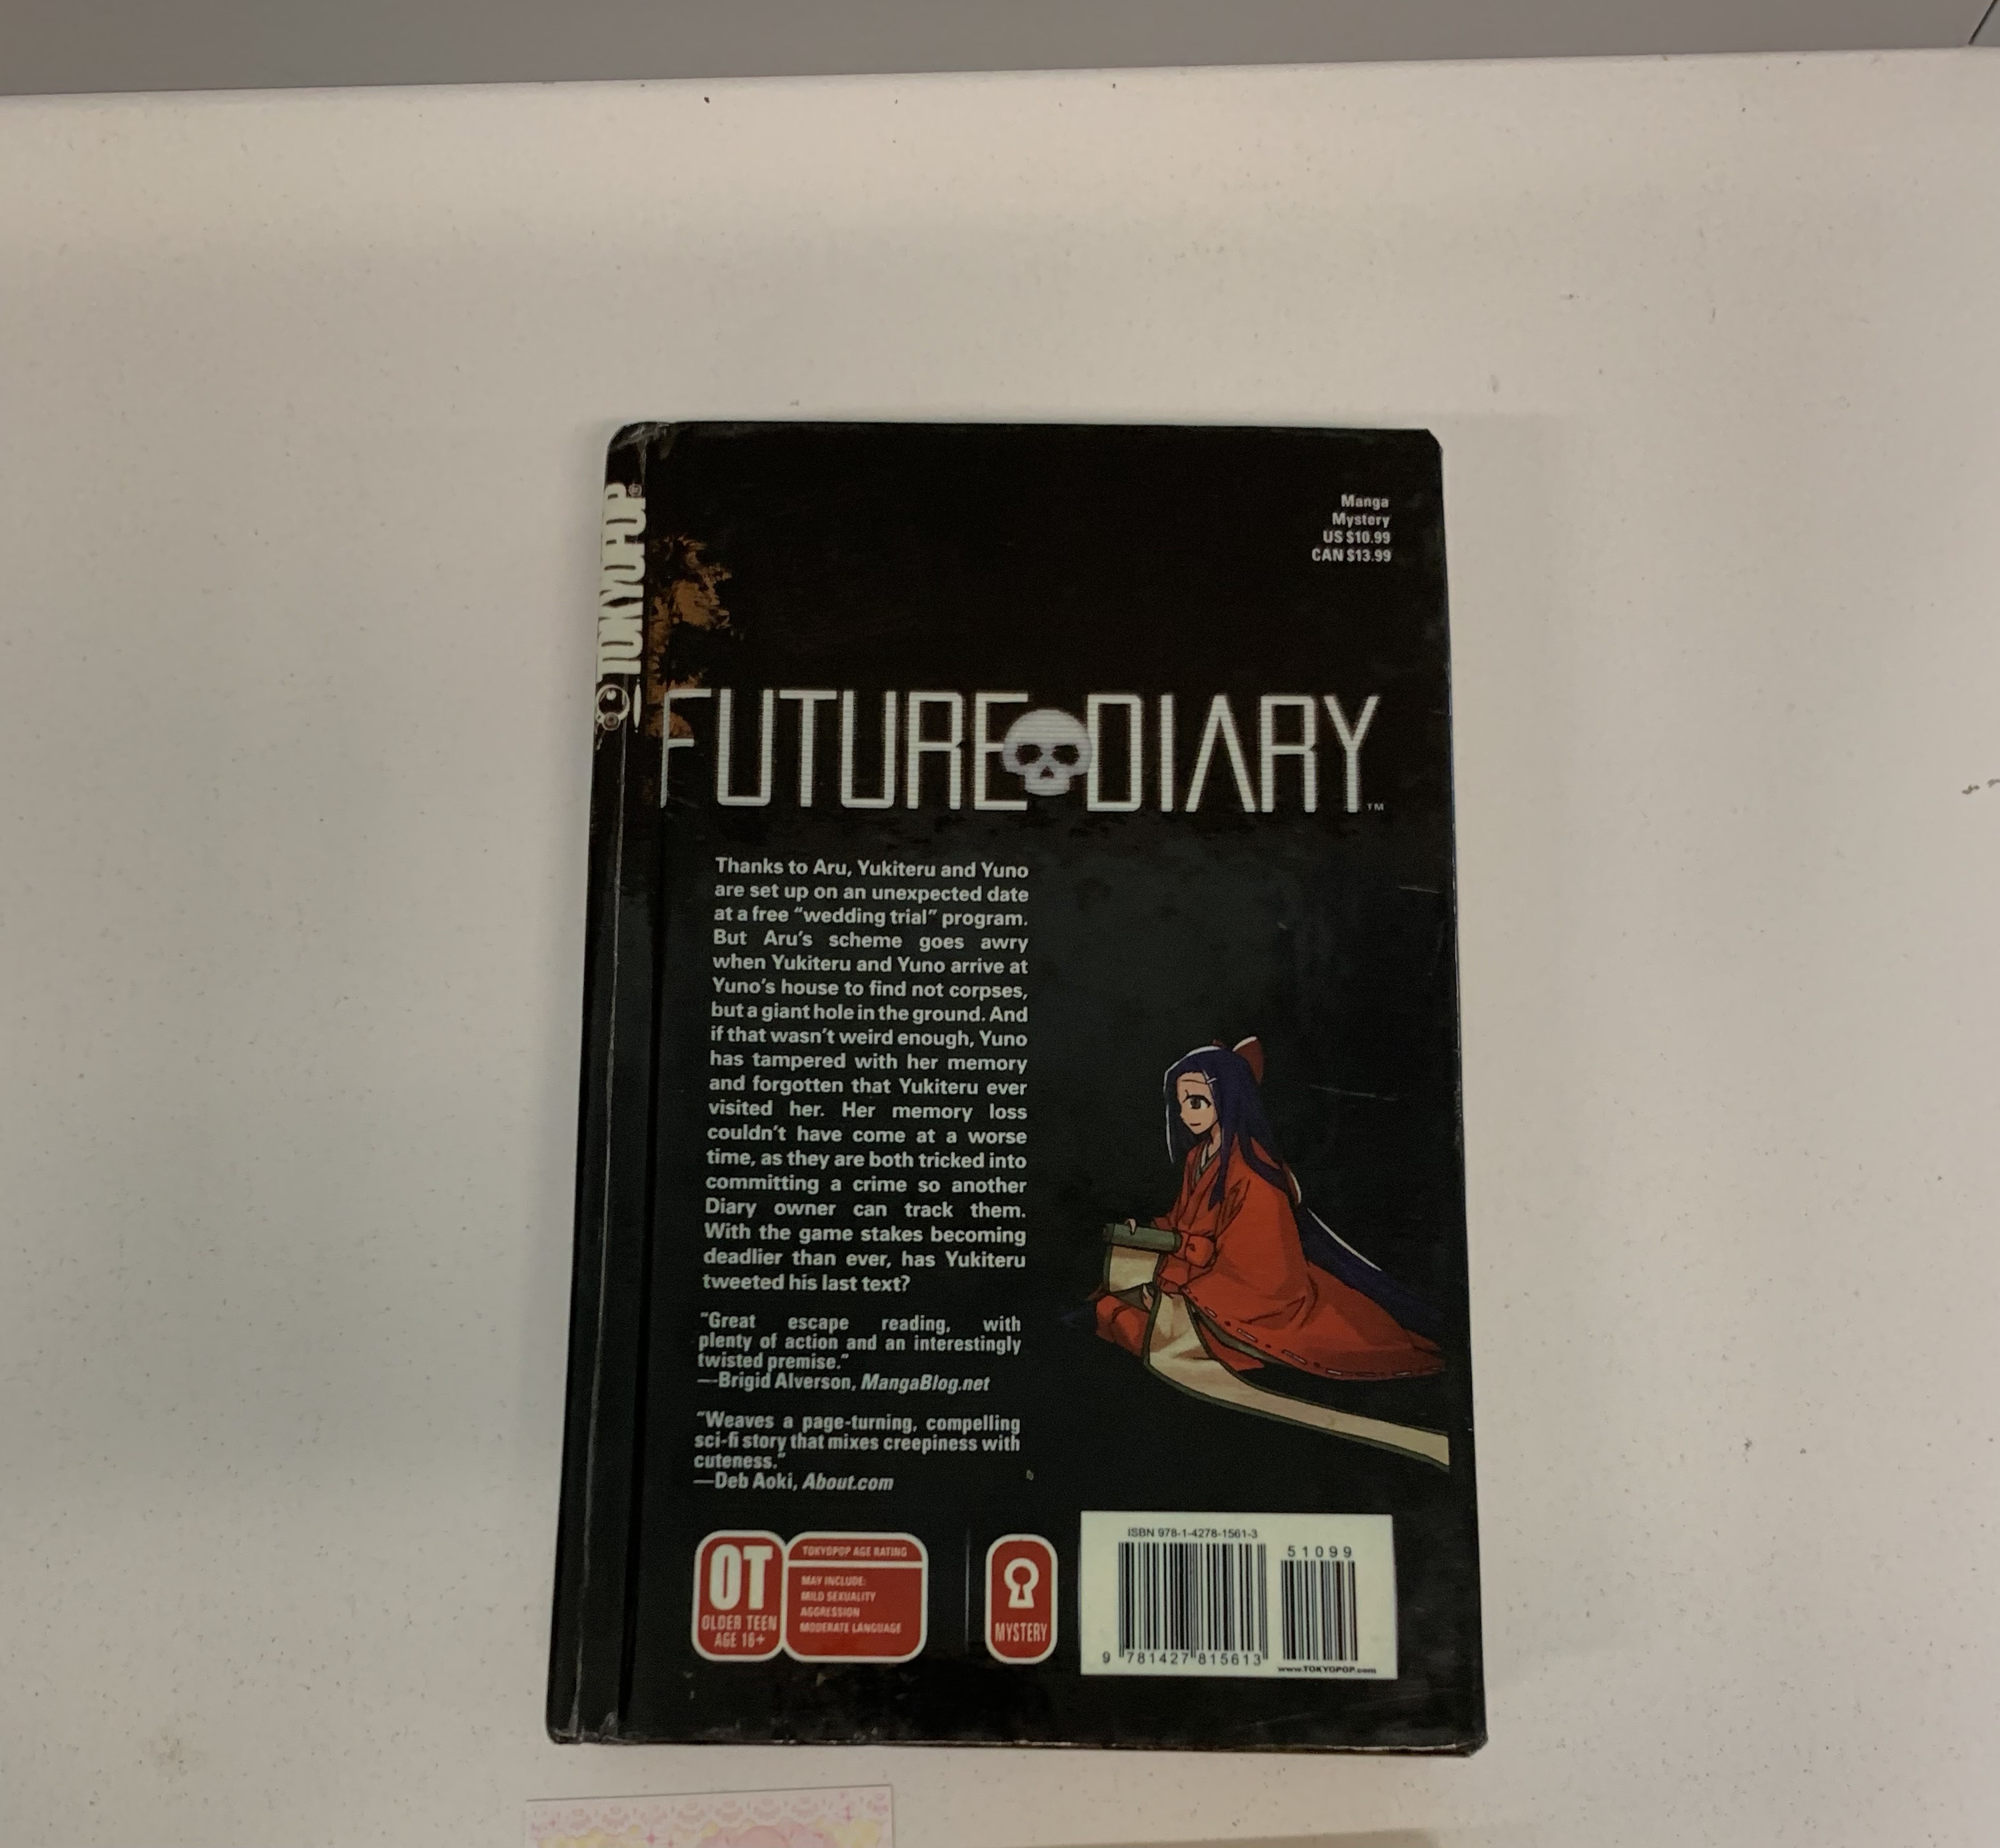 TOKYOPOP®
Manga
Mystery
US $10.99
CAN $13.99
FUTURE DIARY™
Thanks to Aru, Yukiteru and Yuno
are set up on an unexpected date
at a free “wedding trial” program.
But Aru’s scheme goes awry
when Yukiteru and Yuno arrive at
Yuno’s house to find not corpses,
but a giant hole in the ground. And
if that wasn’t weird enough, Yuno
has tampered with her memory
and forgotten that Yukiteru ever
visited her. Her memory loss
couldn’t have come at a worse
time, as they are both tricked into
committing a crime so another
Diary owner can track them.
With the game stakes becoming
deadlier than ever, has Yukiteru
tweeted his last text?
“Great escape reading, with
plenty of action and an interestingly
twisted premise.”
—Brigid Alverson, MangaBlog.net
“Weaves a page-turning, compelling
sci-fi story that mixes creepiness with
cuteness.”
—Deb Aoki, About.com
OT
OLDER TEEN
AGE 16+
TOKYOPOP AGE RATING
MAY INCLUDE:
MILD SEXUALITY
AGGRESSION
MODERATE LANGUAGE
MYSTERY
ISBN 978-1-4278-1561-3
51099
9 781427 815613
www.TOKYOPOP.com